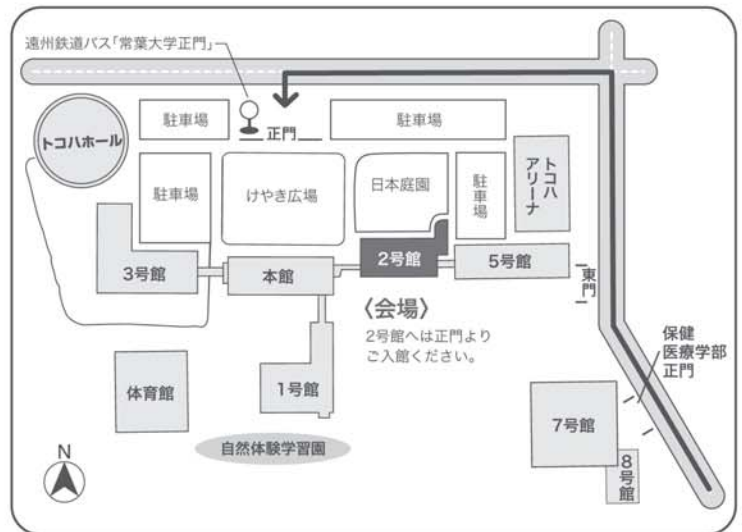 遠州鉄道バス「常葉大学正門」
トコハホール
駐車場
正門
駐車場
駐車場
けやき広場
日本庭園
駐車場
トコハ
アリーナ
3号館
本館
2号館
5号館
東門
〈会場〉
2号館へは正門より
ご入館ください。
保健
医療学部
正門
体育館
1号館
7号館
8号館
自然体験学習園
N